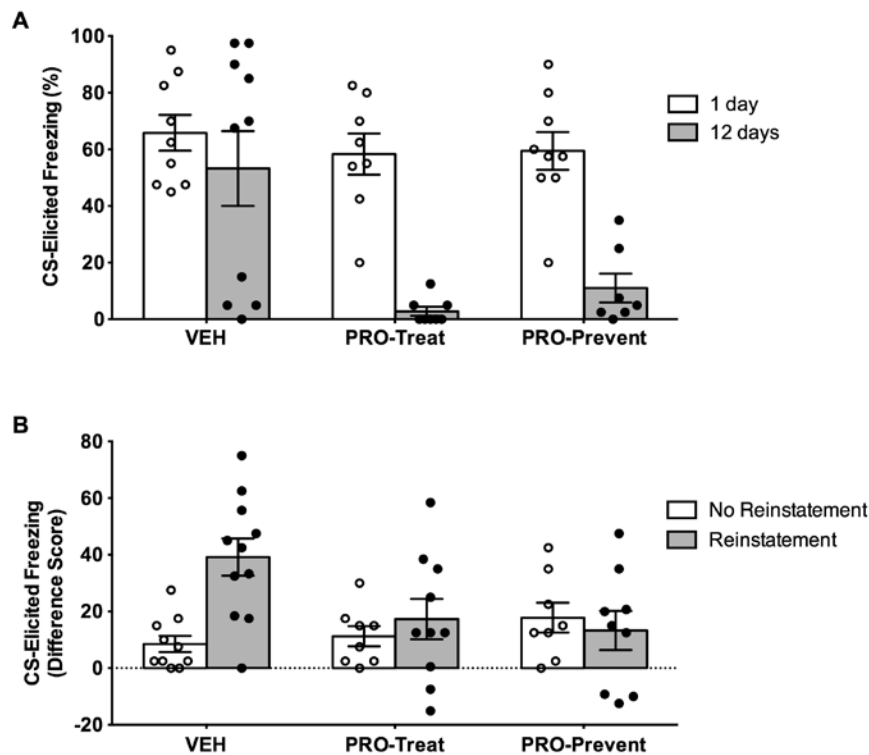 A
CS-Elicited Freezing (%)
100
80
60
40
20
0
VEH
PRO-Treat
PRO-Prevent
1 day
12 days
B
CS-Elicited Freezing
(Difference Score)
80
60
40
20
0
-20
VEH
PRO-Treat
PRO-Prevent
No Reinstatement
Reinstatement